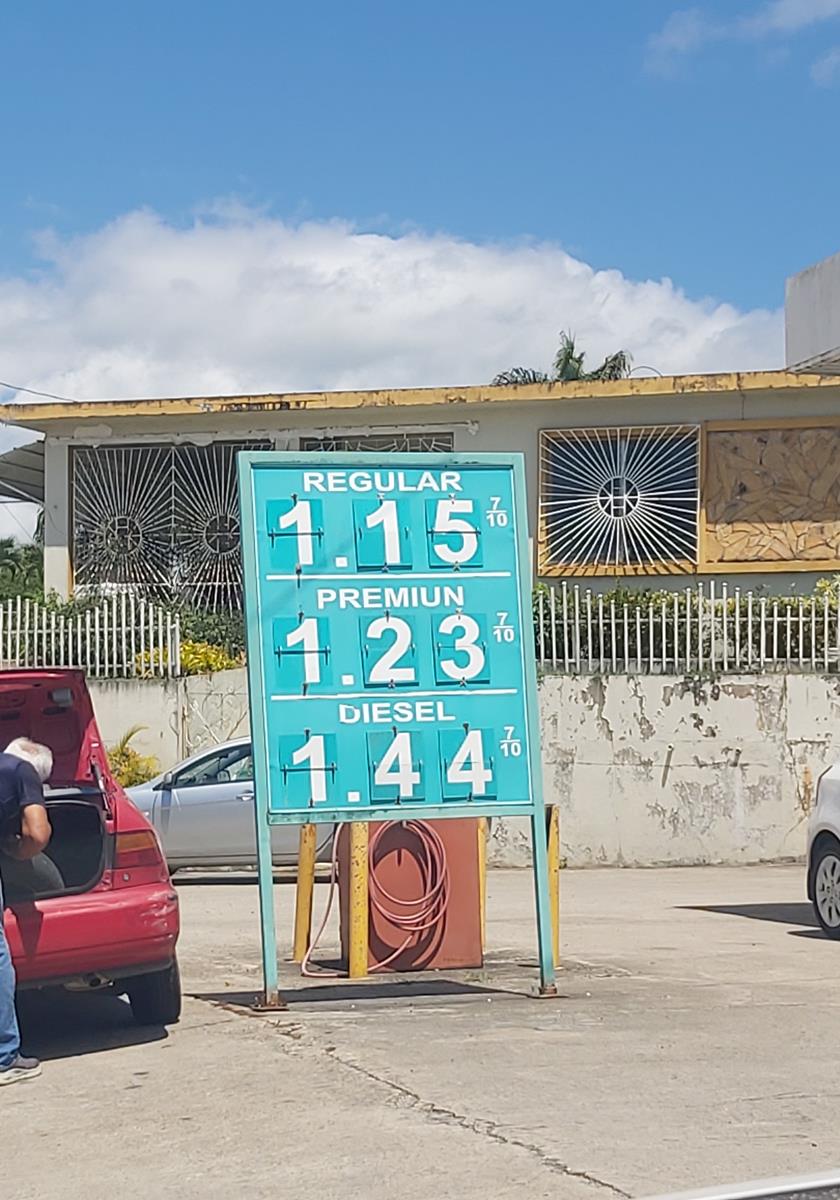 REGULAR
1.15 7/10
PREMIUN
1.23 7/10
DIESEL
1.44 7/10